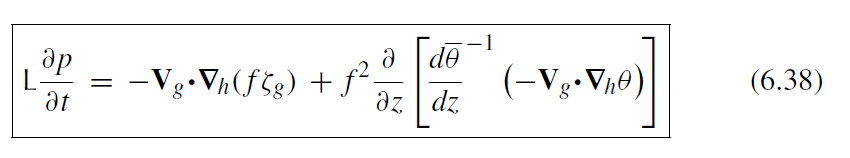 L ∂p/∂t = −V_g•∇_h(fζ_g) + f² ∂/∂z [ dθ̅/dz ⁻¹ (−V_g•∇_hθ) ] (6.38)